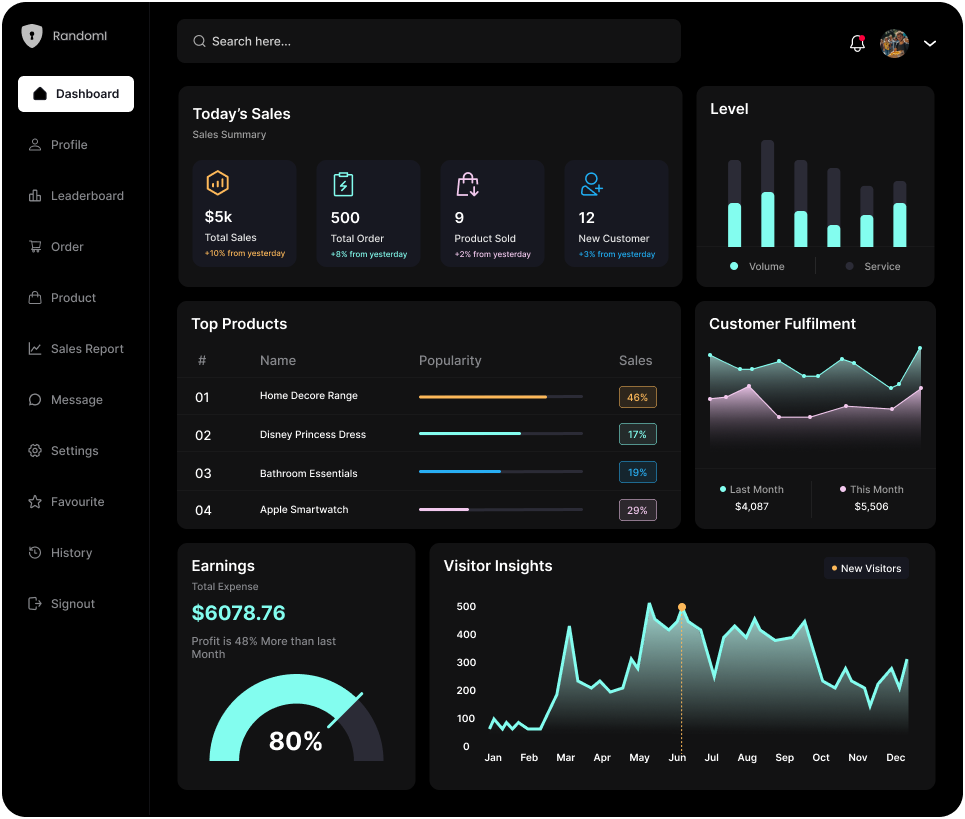 Randoml
Search here...
Dashboard
Profile
Leaderboard
Order
Product
Sales Report
Message
Settings
Favourite
History
Signout
Today's Sales
Sales Summary
$5k
Total Sales
+10% from yesterday
500
Total Order
+8% from yesterday
9
Product Sold
+2% from yesterday
12
New Customer
+3% from yesterday
Level
Volume
Service
Top Products
# Name Popularity Sales
01 Home Decore Range 46%
02 Disney Princess Dress 17%
03 Bathroom Essentials 19%
04 Apple Smartwatch 29%
Customer Fulfilment
Last Month
$4,087
This Month
$5,506
Earnings
Total Expense
$6078.76
Profit is 48% More than last
Month
80%
Visitor Insights
New Visitors
500
400
300
200
100
0
Jan Feb Mar Apr May Jun Jul Aug Sep Oct Nov Dec